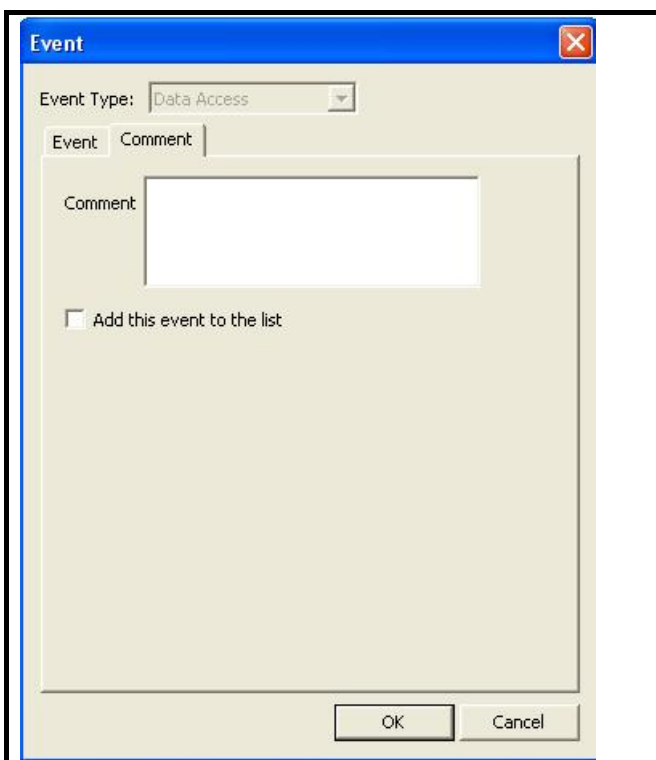 Event
Event Type: Data Access
Event Comment
Comment
Add this event to the list
OK Cancel